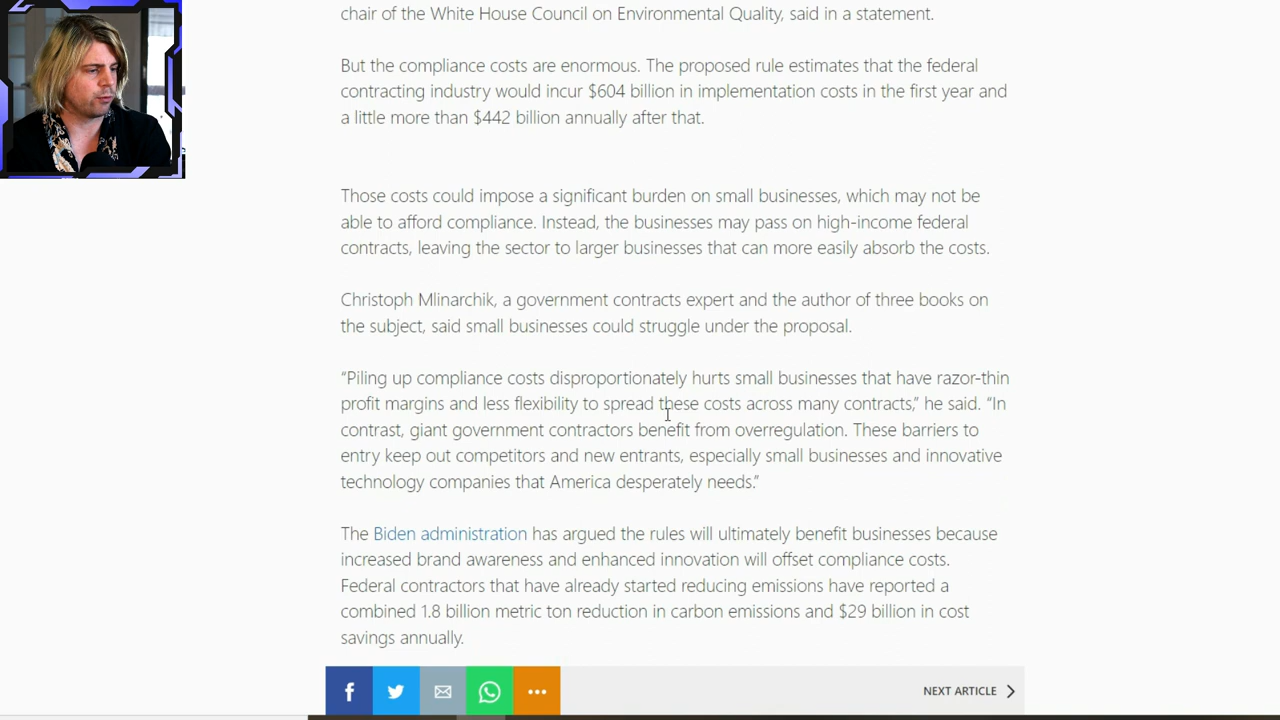 chair of the White House Council on Environmental Quality, said in a statement.
But the compliance costs are enormous. The proposed rule estimates that the federal
contracting industry would incur $604 billion in implementation costs in the first year and
a little more than $442 billion annually after that.
Those costs could impose a significant burden on small businesses, which may not be
able to afford compliance. Instead, the businesses may pass on high-income federal
contracts, leaving the sector to larger businesses that can more easily absorb the costs.
Christoph Mlinarchik, a government contracts expert and the author of three books on
the subject, said small businesses could struggle under the proposal.
“Piling up compliance costs disproportionately hurts small businesses that have razor-thin
profit margins and less flexibility to spread these costs across many contracts,” he said. “In
contrast, giant government contractors benefit from overregulation. These barriers to
entry keep out competitors and new entrants, especially small businesses and innovative
technology companies that America desperately needs.”
The Biden administration has argued the rules will ultimately benefit businesses because
increased brand awareness and enhanced innovation will offset compliance costs.
Federal contractors that have already started reducing emissions have reported a
combined 1.8 billion metric ton reduction in carbon emissions and $29 billion in cost
savings annually.
NEXT ARTICLE